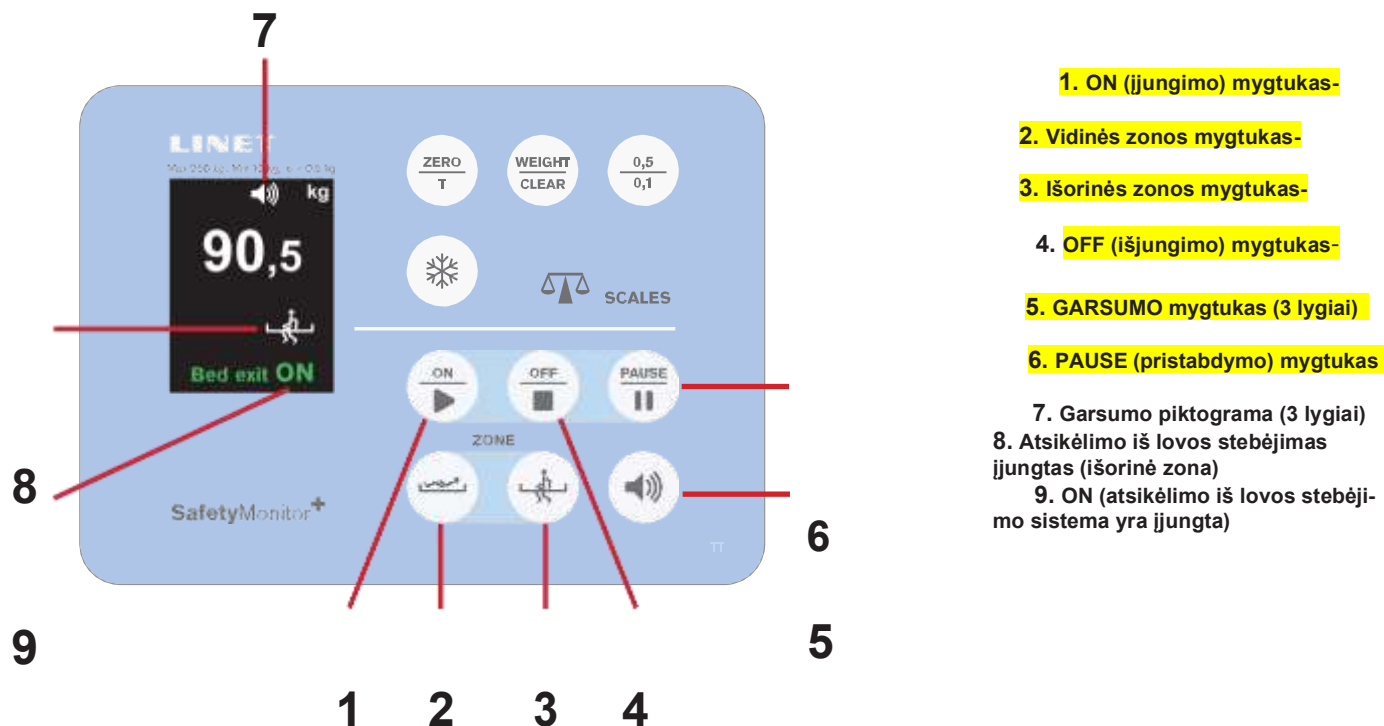 7
LINET
kg
90,5
Bed exit ON
ZERO
T
WEIGHT
CLEAR
0,5
0,1
SCALES
ON
OFF
PAUSE
ZONE
SafetyMonitor+
8
9
6
5
1 2 3 4
1. ON (įjungimo) mygtukas-
2. Vidinės zonos mygtukas-
3. Išorinės zonos mygtukas-
4. OFF (išjungimo) mygtukas-
5. GARSUMO mygtukas (3 lygiai)
6. PAUSE (pristabdymo) mygtukas
7. Garsumo piktograma (3 lygiai)
8. Atsikėlimo iš lovos stebėjimas
įjungtas (išorinė zona)
9. ON (atsikėlimo iš lovos stebėji-
mo sistema yra įjungta)